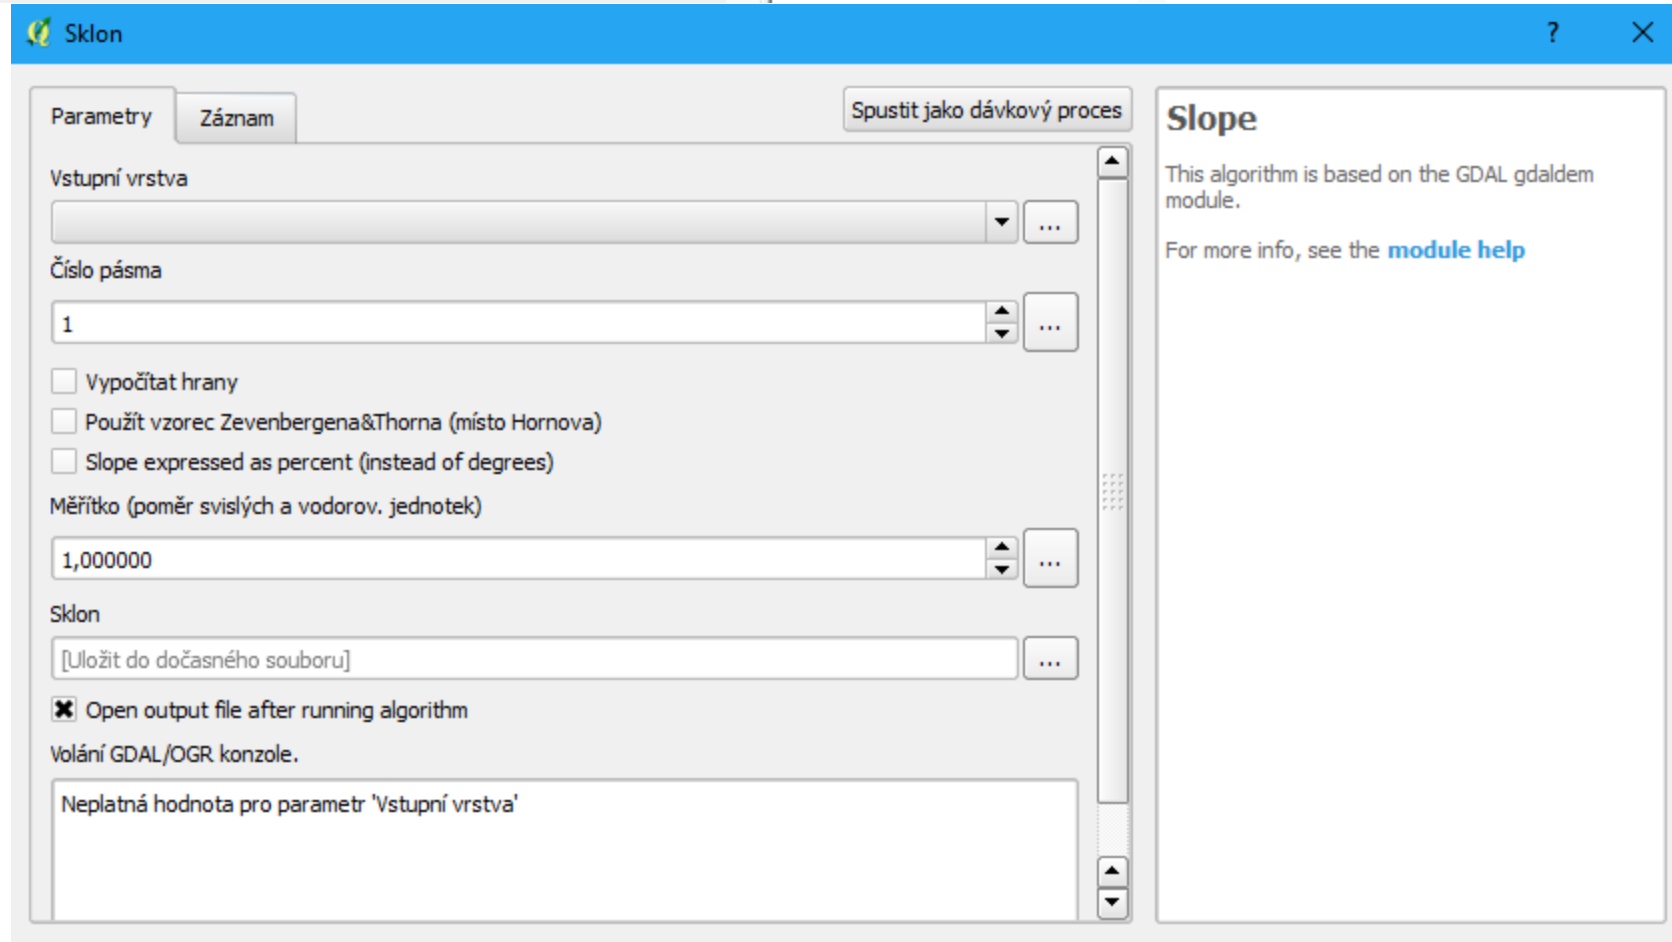 Sklon
?
Parametry
Záznam
Spustit jako dávkový proces
Vstupní vrstva
...
Číslo pásma
1
...
Vypočítat hrany
Použít vzorec Zevenbergena&Thorna (místo Hornova)
Slope expressed as percent (instead of degrees)
Měřítko (poměr svislých a vodorov. jednotek)
1,000000
...
Sklon
[Uložit do dočasného souboru]
...
Open output file after running algorithm
Volání GDAL/OGR konzole.
Neplatná hodnota pro parametr 'Vstupní vrstva'
Slope
This algorithm is based on the GDAL gdaldem
module.
For more info, see the module help